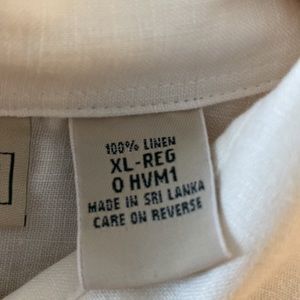 100% LINEN
XL-REG
0 HVM1
MADE IN SRI LANKA
CARE ON REVERSE